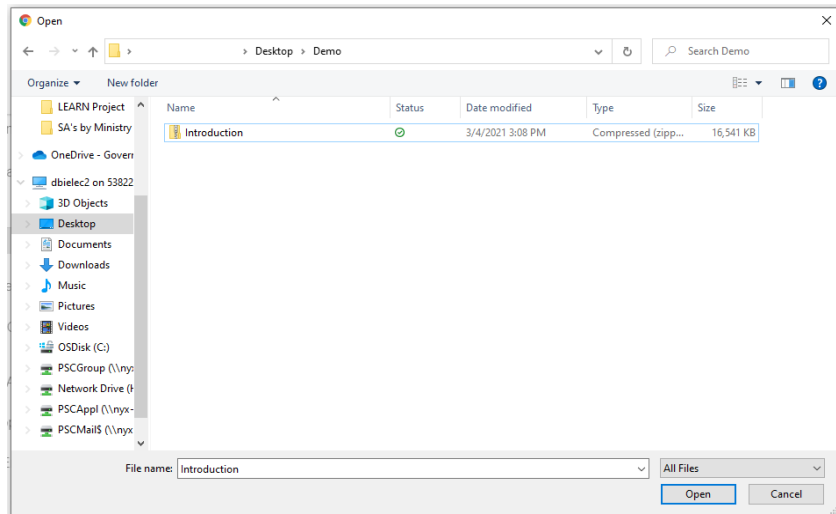 Open
> Desktop > Demo
Search Demo
Organize
New folder
Name
Status
Date modified
Type
Size
Introduction
3/4/2021 3:08 PM
Compressed (zipp...
16,541 KB
LEARN Project
SA's by Ministry
OneDrive - Govern
dbielec2 on 53822
3D Objects
Desktop
Documents
Downloads
Music
Pictures
Videos
OSDisk (C:)
PSCGroup (\\nyx
Network Drive (H
PSCAppl (\\nyx-
PSCMail$ (\\nyx
File name:
Introduction
All Files
Open
Cancel